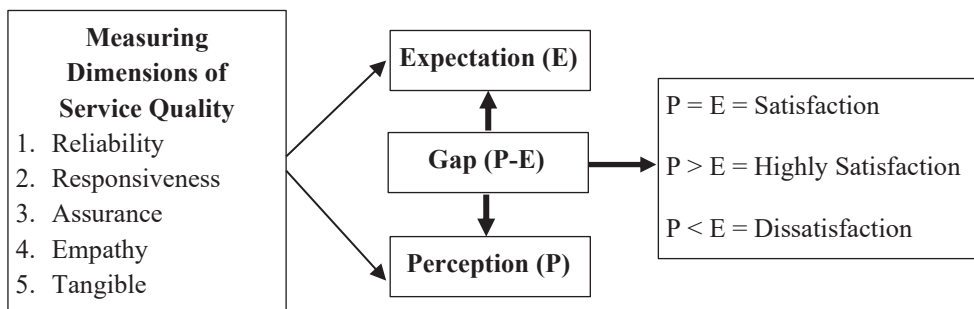 Measuring
Dimensions of
Service Quality
1. Reliability
2. Responsiveness
3. Assurance
4. Empathy
5. Tangible
Expectation (E)
Gap (P-E)
Perception (P)
P = E = Satisfaction
P > E = Highly Satisfaction
P < E = Dissatisfaction